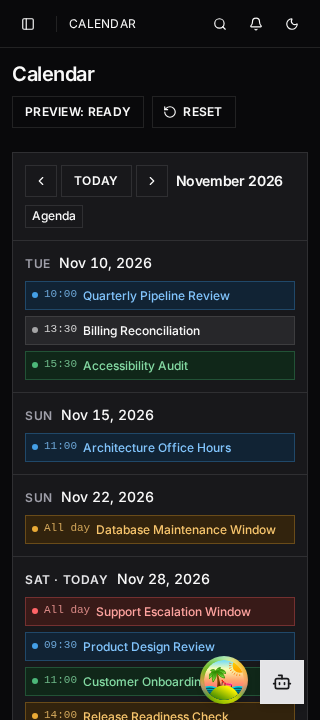 CALENDAR
Calendar
PREVIEW: READY
RESET
TODAY
November 2026
Agenda
TUE Nov 10, 2026
10:00 Quarterly Pipeline Review
13:30 Billing Reconciliation
15:30 Accessibility Audit
SUN Nov 15, 2026
11:00 Architecture Office Hours
SUN Nov 22, 2026
All day Database Maintenance Window
SAT · TODAY Nov 28, 2026
All day Support Escalation Window
09:30 Product Design Review
11:00 Customer
14:00 Release Readiness Check